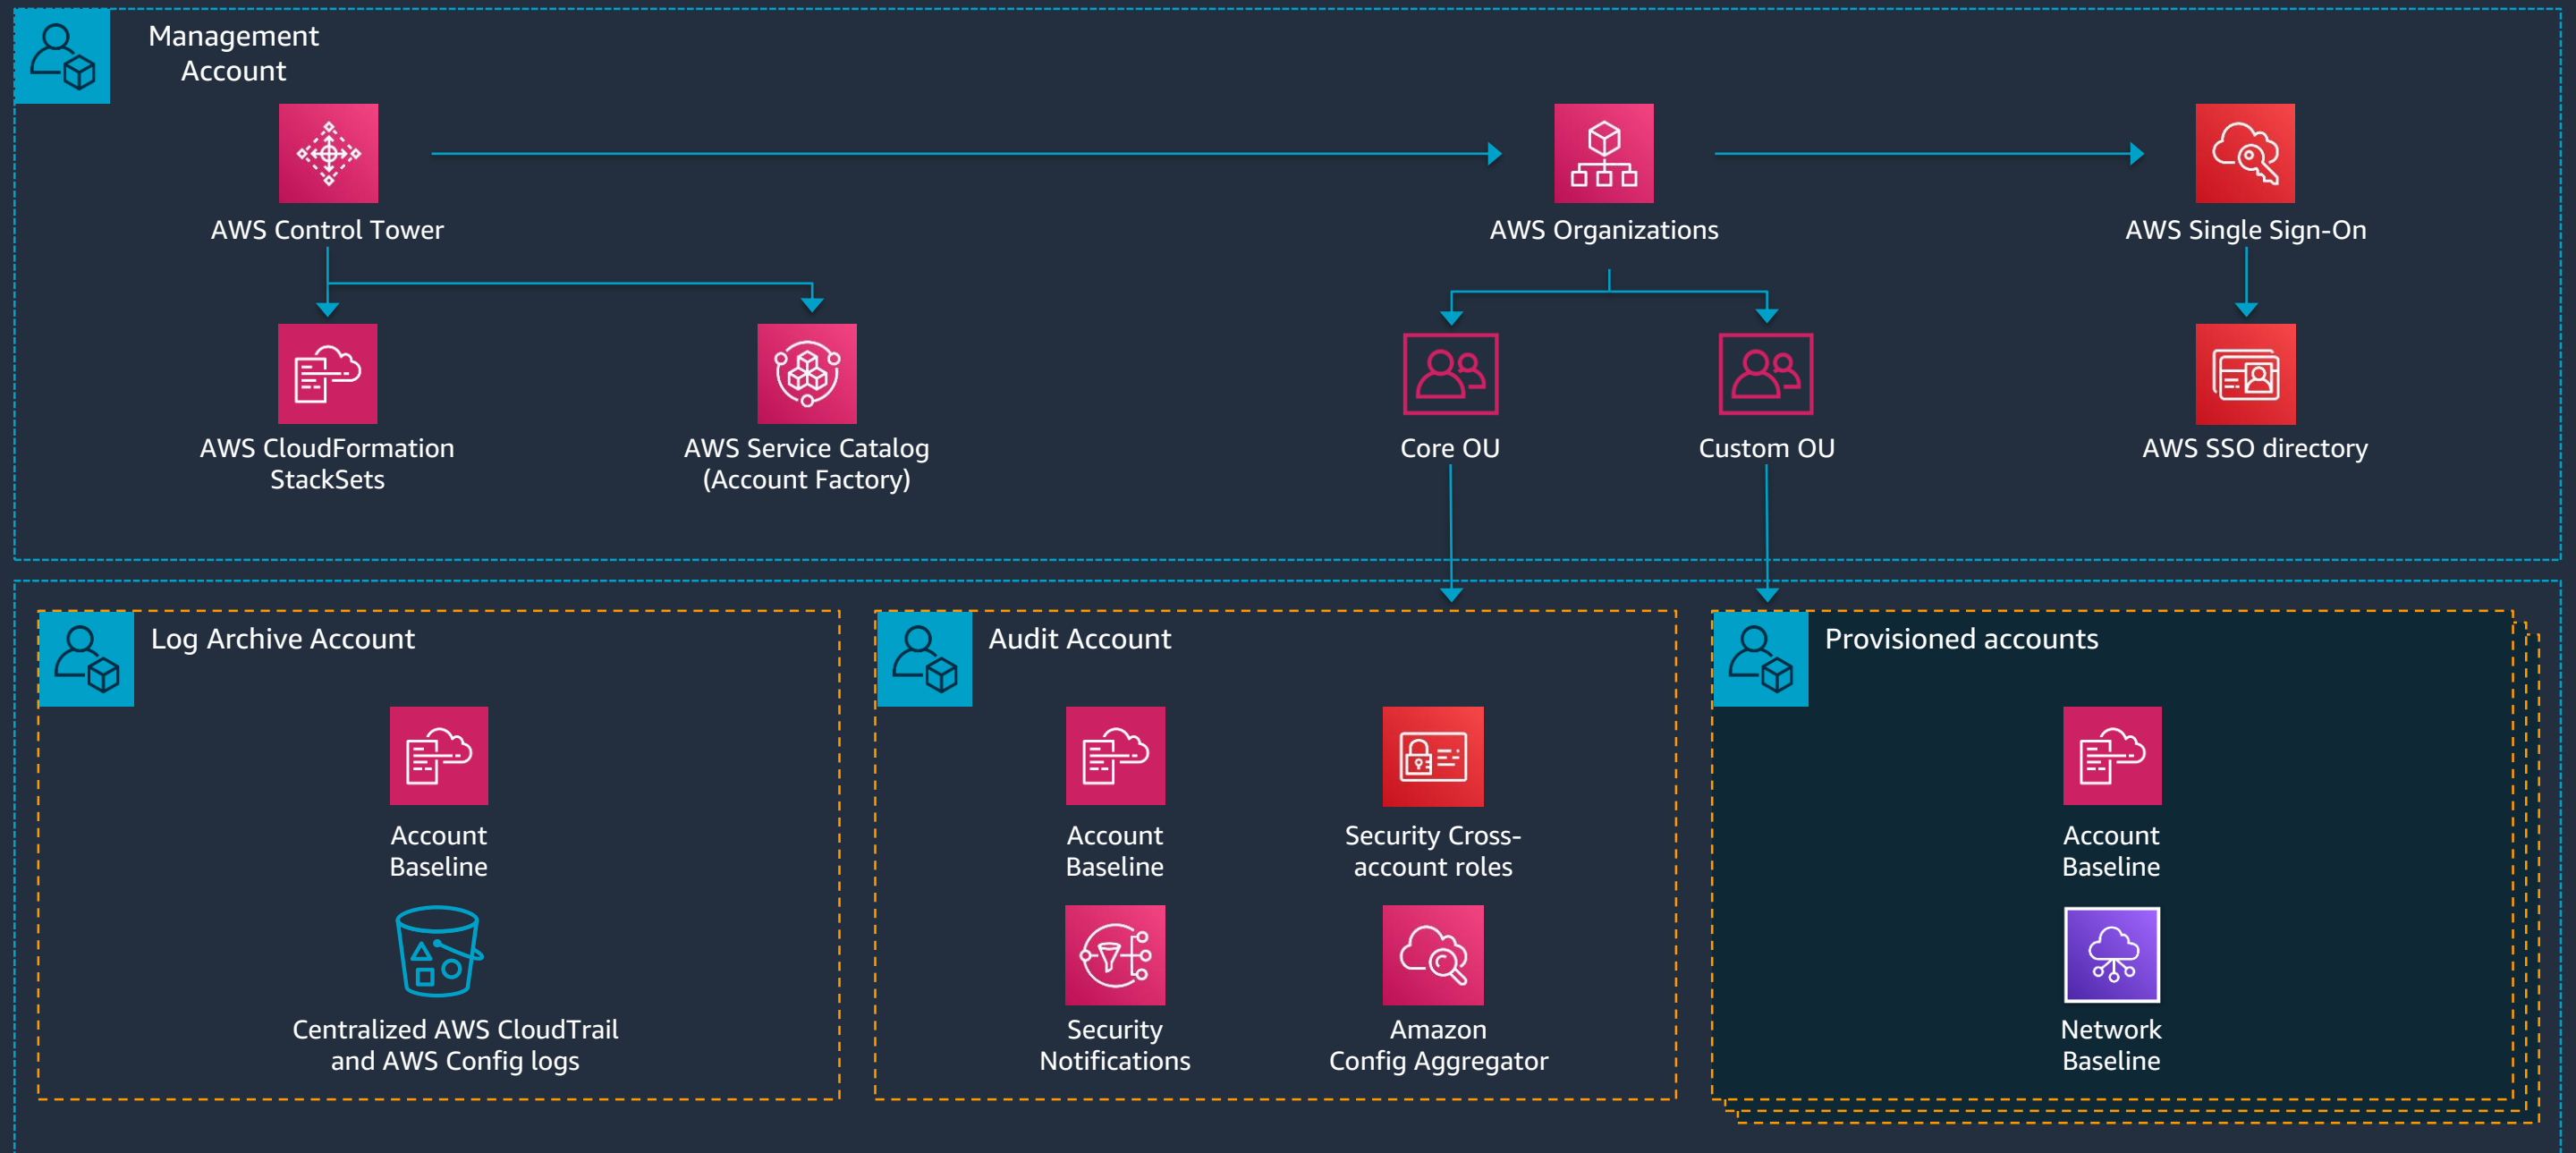 Management
Account
AWS Control Tower
AWS Organizations
AWS Single Sign-On
AWS CloudFormation
StackSets
AWS Service Catalog
(Account Factory)
Core OU
Custom OU
AWS SSO directory
Log Archive Account
Account
Baseline
Centralized AWS CloudTrail
and AWS Config logs
Audit Account
Account
Baseline
Security Cross-
account roles
Security
Notifications
Amazon
Config Aggregator
Provisioned accounts
Account
Baseline
Network
Baseline